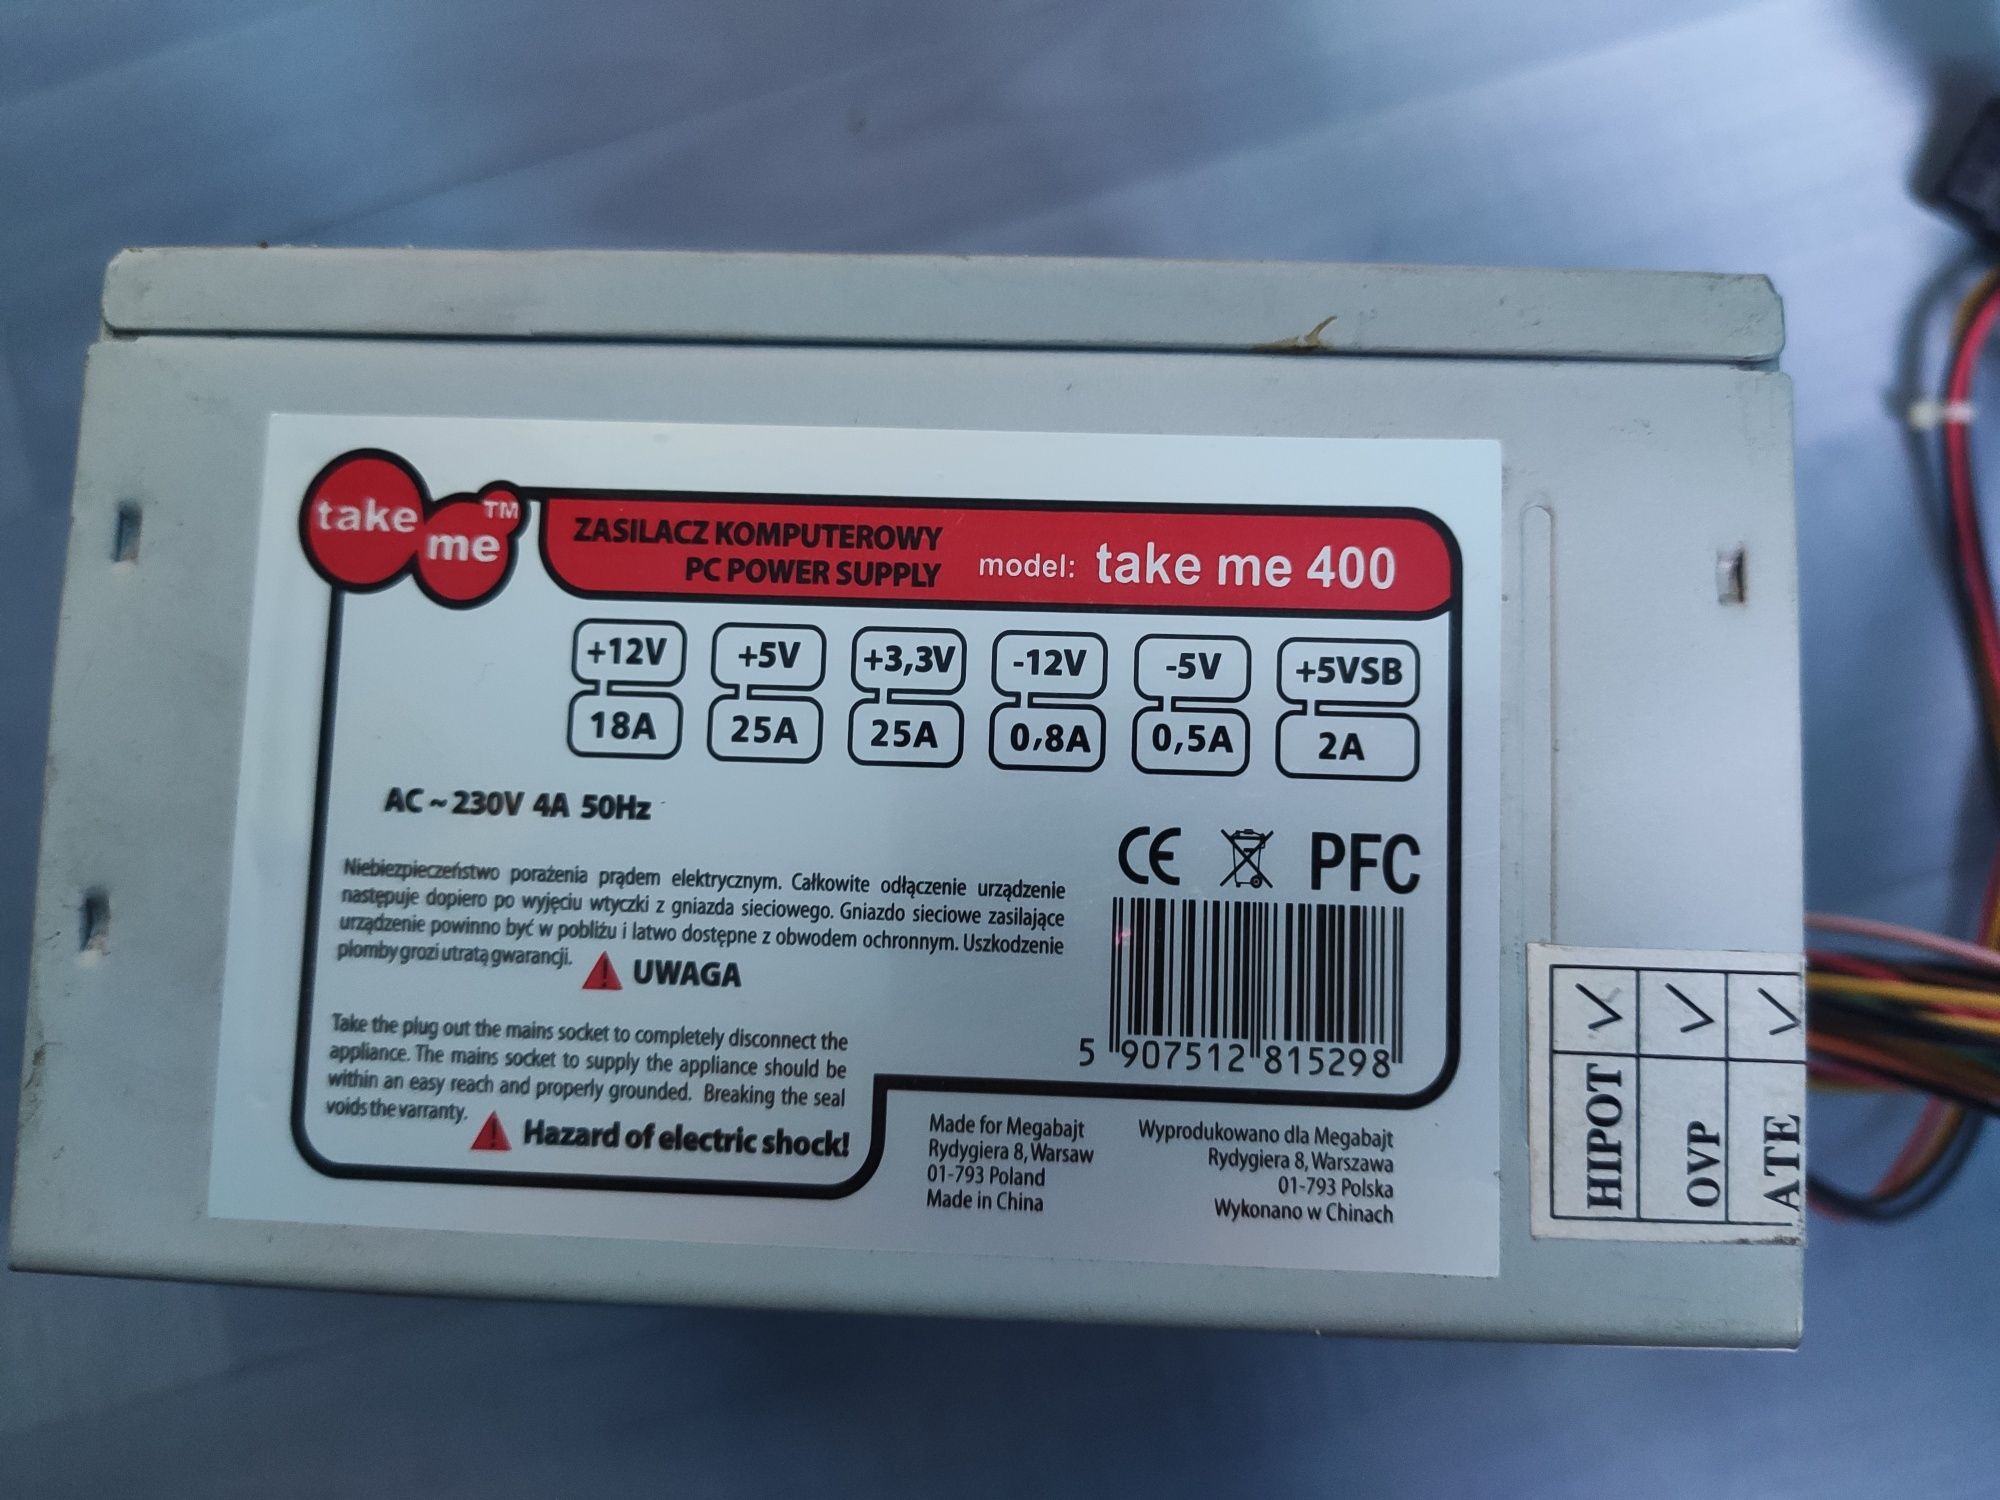 take me TM
ZASILACZ KOMPUTEROWY
PC POWER SUPPLY
model: take me 400
+12V +5V +3,3V -12V -5V +5VSB
18A 25A 25A 0,8A 0,5A 2A
AC ~ 230V 4A 50Hz
CE PFC
Niebiezpieczeństwo porażenia prądem elektrycznym. Całkowite odłączenie urządzenie
następuje dopiero po wyjęciu wtyczki z gniazda sieciowego. Gniazdo sieciowe zasilające
urządzenie powinno być w pobliżu i latwo dostępne z obwodem ochronnym. Uszkodzenie
plomby grozi utratą gwarancji.
UWAGA
Take the plug out the mains socket to completely disconnect the
appliance. The mains socket to supply the appliance should be
within an easy reach and properly grounded. Breaking the seal
voids the varranty.
Hazard of electric shock!
5 907512 815298
Made for Megabajt
Rydygiera 8, Warsaw
01-793 Poland
Made in China
Wyprodukowano dla Megabajt
Rydygiera 8, Warszawa
01-793 Polska
Wykonano w Chinach
HIPOT
OVP
ATE